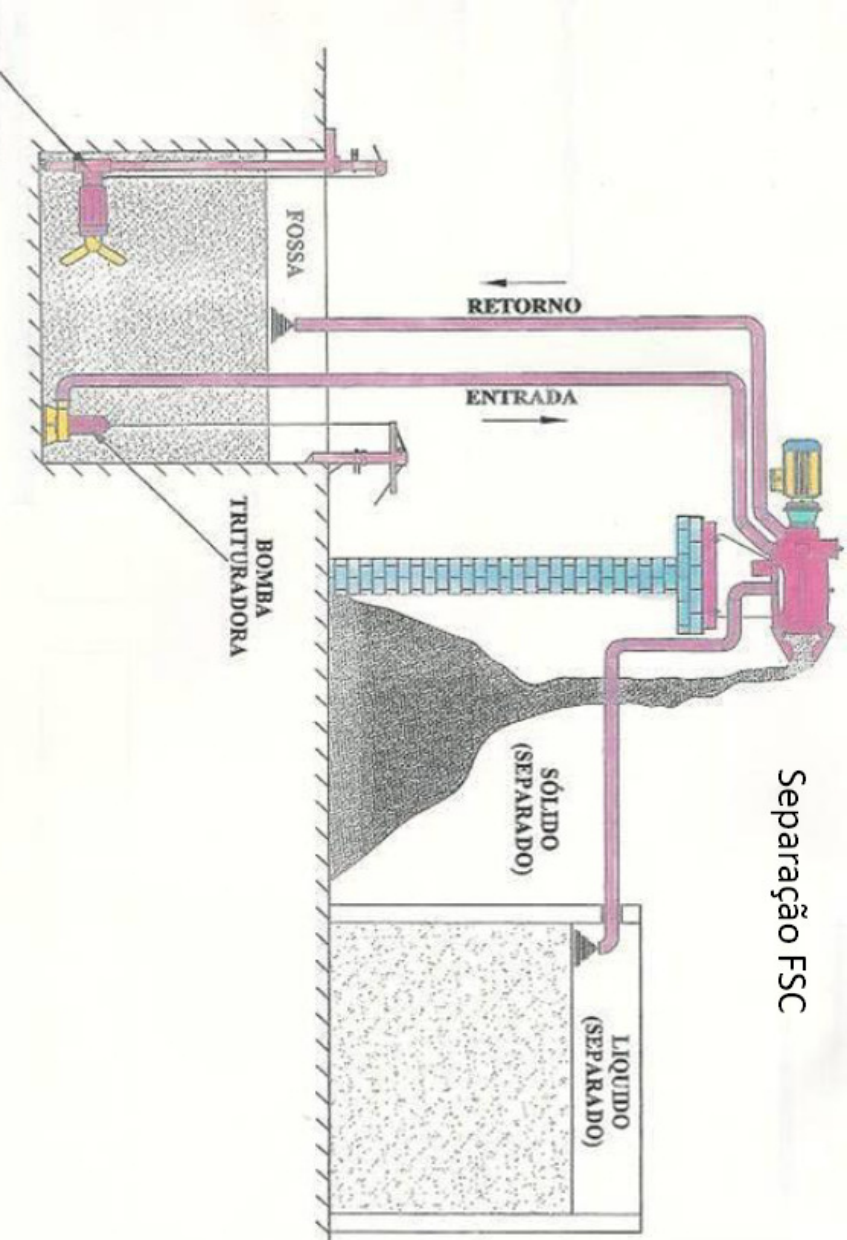 Separação FSC
RETORNO
ENTRADA
FOSSA
BOMBA
TRITURADORA
SÓLIDO
(SEPARADO)
LIQUIDO
(SEPARADO)